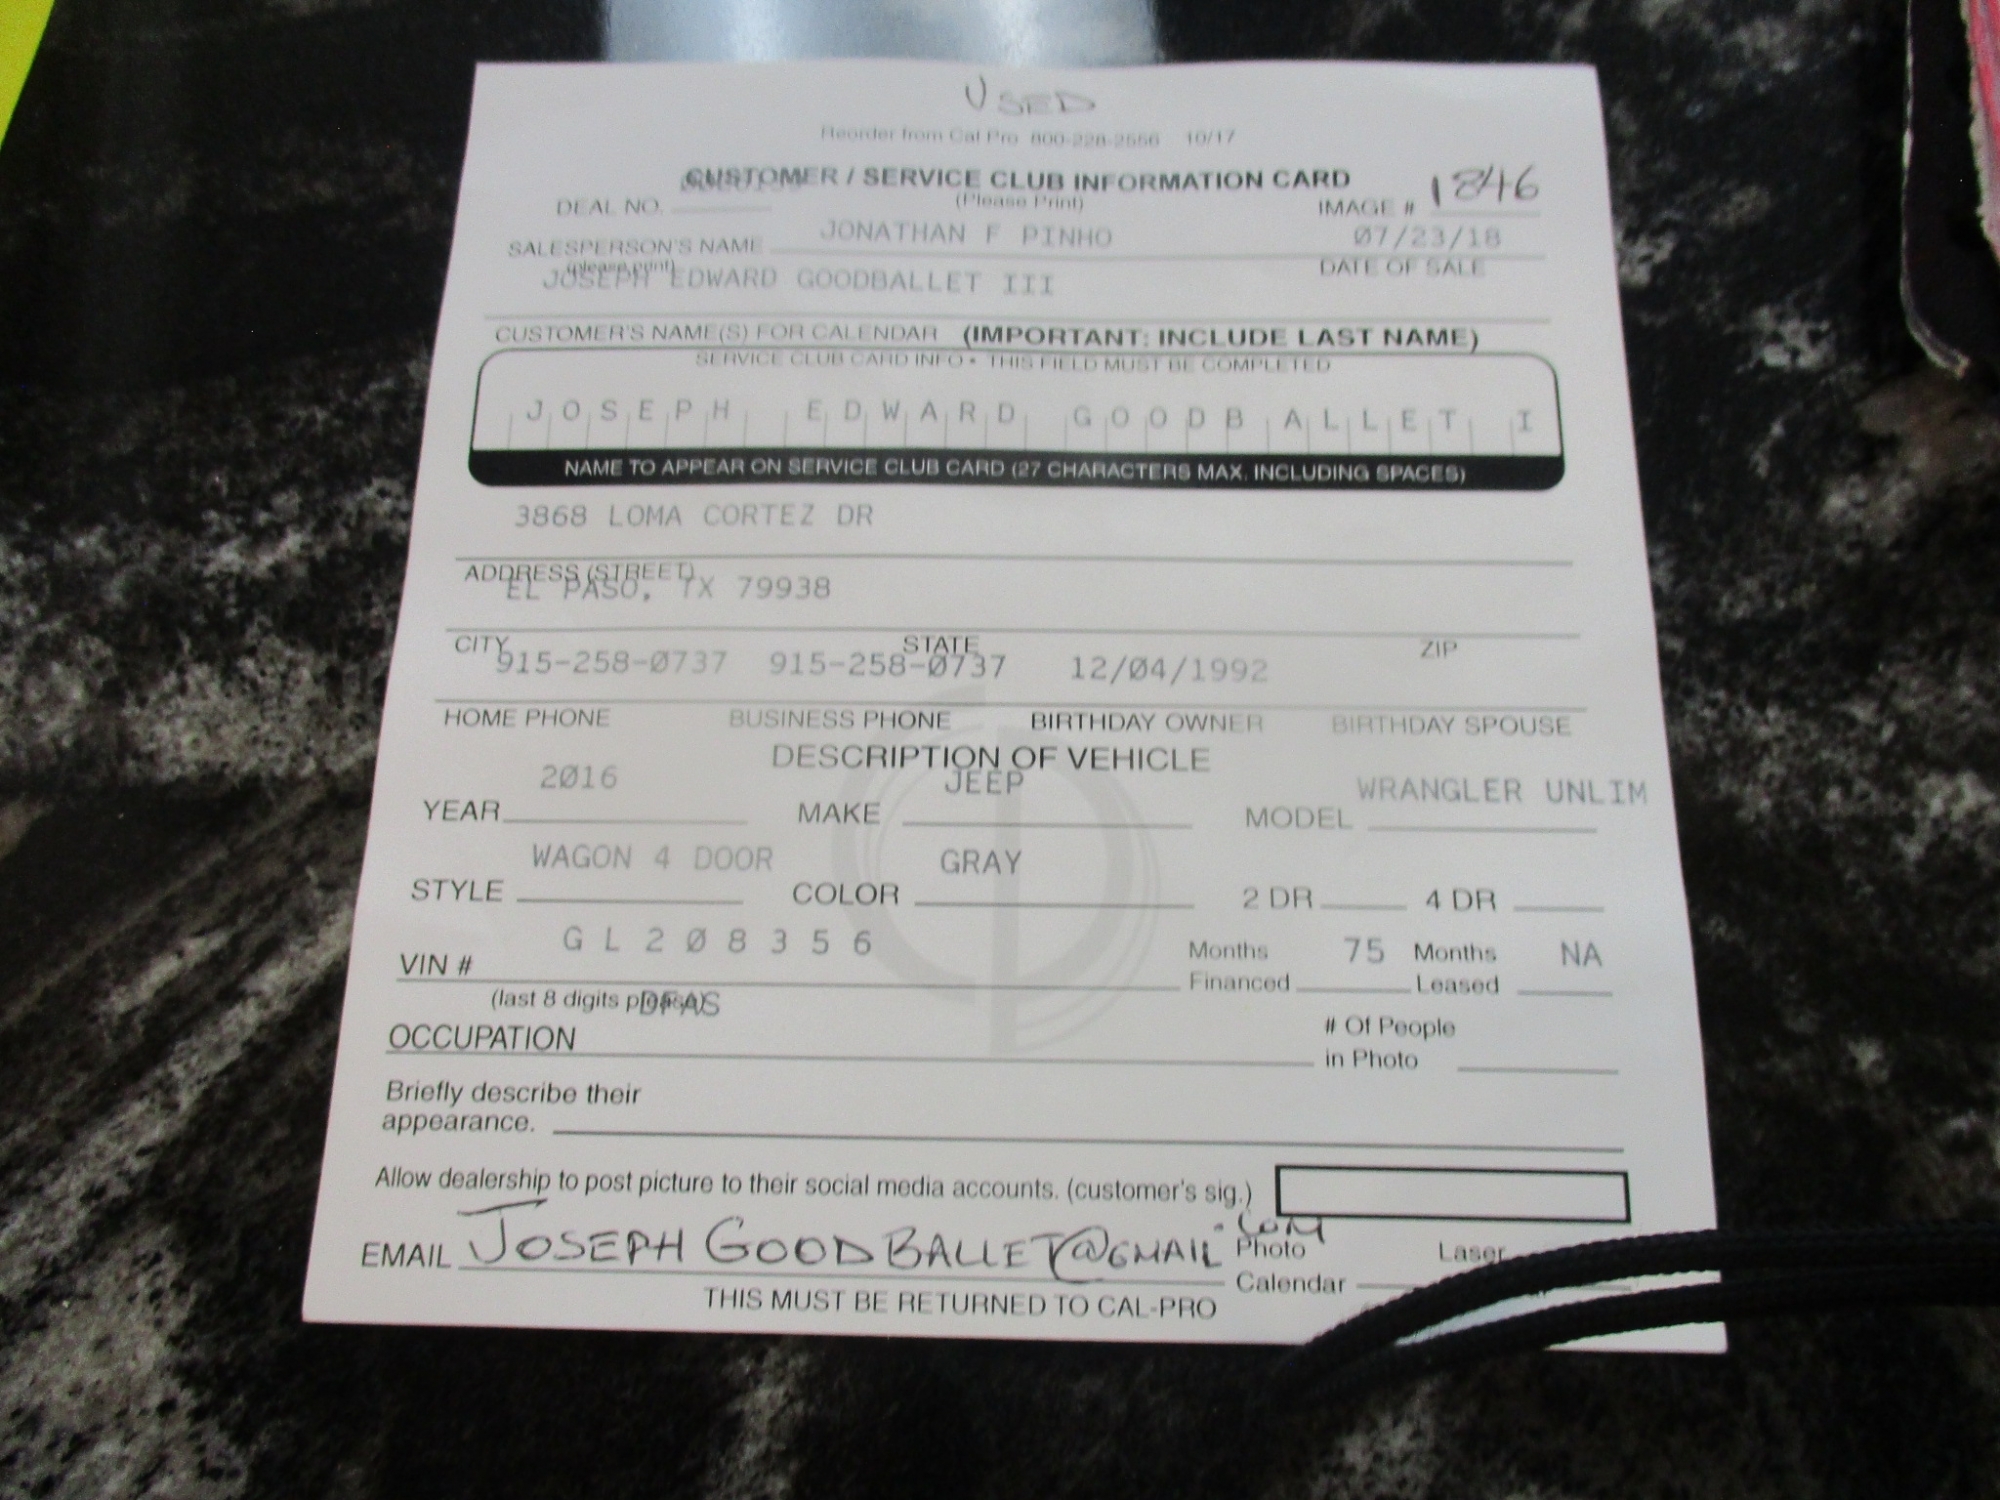 USED
Reorder from Cal Pro 800-228-2556 10/17
CUSTOMER / SERVICE CLUB INFORMATION CARD
(Please Print)
DEAL NO.
IMAGE # 1846
SALESPERSON'S NAME JONATHAN F PINHO
(please print)
07/23/18
DATE OF SALE
JOSEPH EDWARD GOODBALLET III
CUSTOMER'S NAME(S) FOR CALENDAR (IMPORTANT: INCLUDE LAST NAME)
SERVICE CLUB CARD INFO • THIS FIELD MUST BE COMPLETED
JOSEPH EDWARD GOODBALLET I
NAME TO APPEAR ON SERVICE CLUB CARD (27 CHARACTERS MAX. INCLUDING SPACES)
3868 LOMA CORTEZ DR
ADDRESS (STREET)
EL PASO, TX 79938
CITY STATE ZIP
915-258-0737 915-258-0737 12/04/1992
HOME PHONE BUSINESS PHONE BIRTHDAY OWNER BIRTHDAY SPOUSE
DESCRIPTION OF VEHICLE
2016 JEEP WRANGLER UNLIM
YEAR MAKE MODEL
WAGON 4 DOOR GRAY
STYLE COLOR 2 DR 4 DR
GL208356
VIN #
Months Financed 75 Months Leased NA
(last 8 digits please)
DFAS
OCCUPATION
# Of People
in Photo
Briefly describe their
appearance.
Allow dealership to post picture to their social media accounts. (customer's sig.)
EMAIL JOSEPHGOODBALLET@GMAIL.COM
Photo Laser
Calendar
THIS MUST BE RETURNED TO CAL-PRO